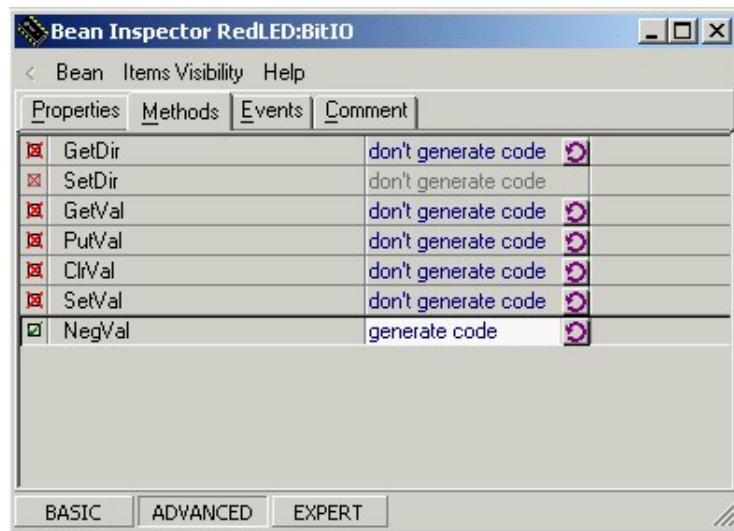 Bean Inspector RedLED:BitIO
< Bean Items Visibility Help
Properties Methods Events Comment
GetDir don't generate code
SetDir don't generate code
GetVal don't generate code
PutVal don't generate code
ClrVal don't generate code
SetVal don't generate code
NegVal generate code
BASIC ADVANCED EXPERT